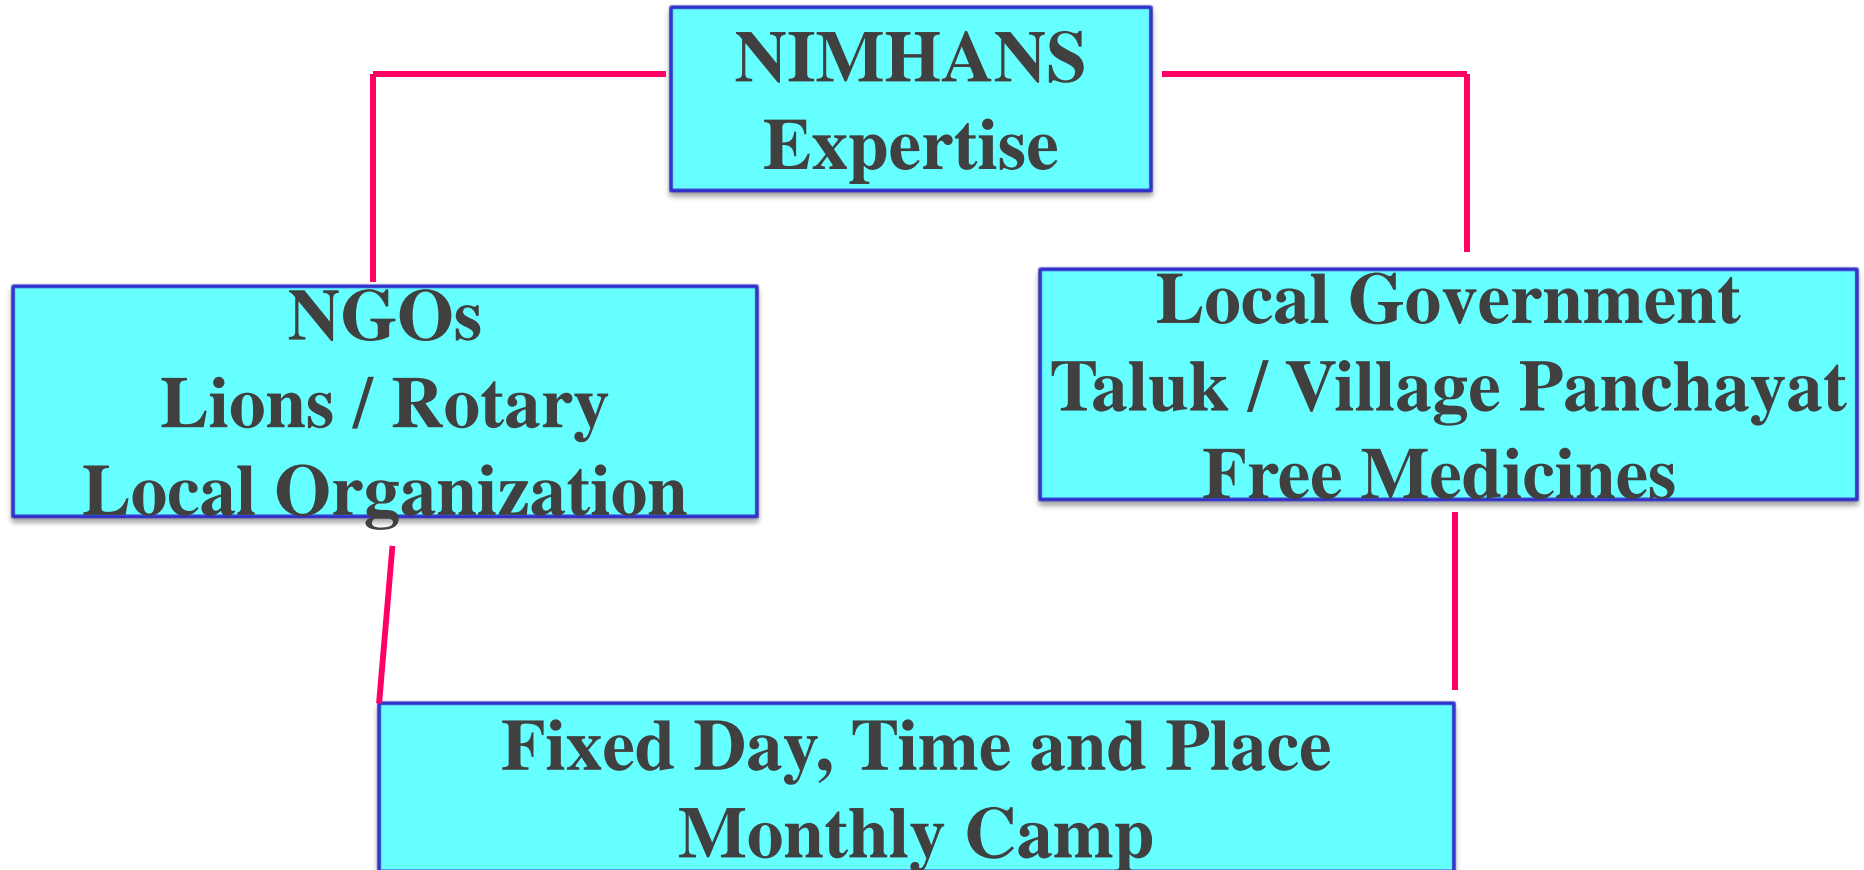 NIMHANS
Expertise
NGOs
Lions / Rotary
Local Organization
Local Government
Taluk / Village Panchayat
Free Medicines
Fixed Day, Time and Place
Monthly Camp